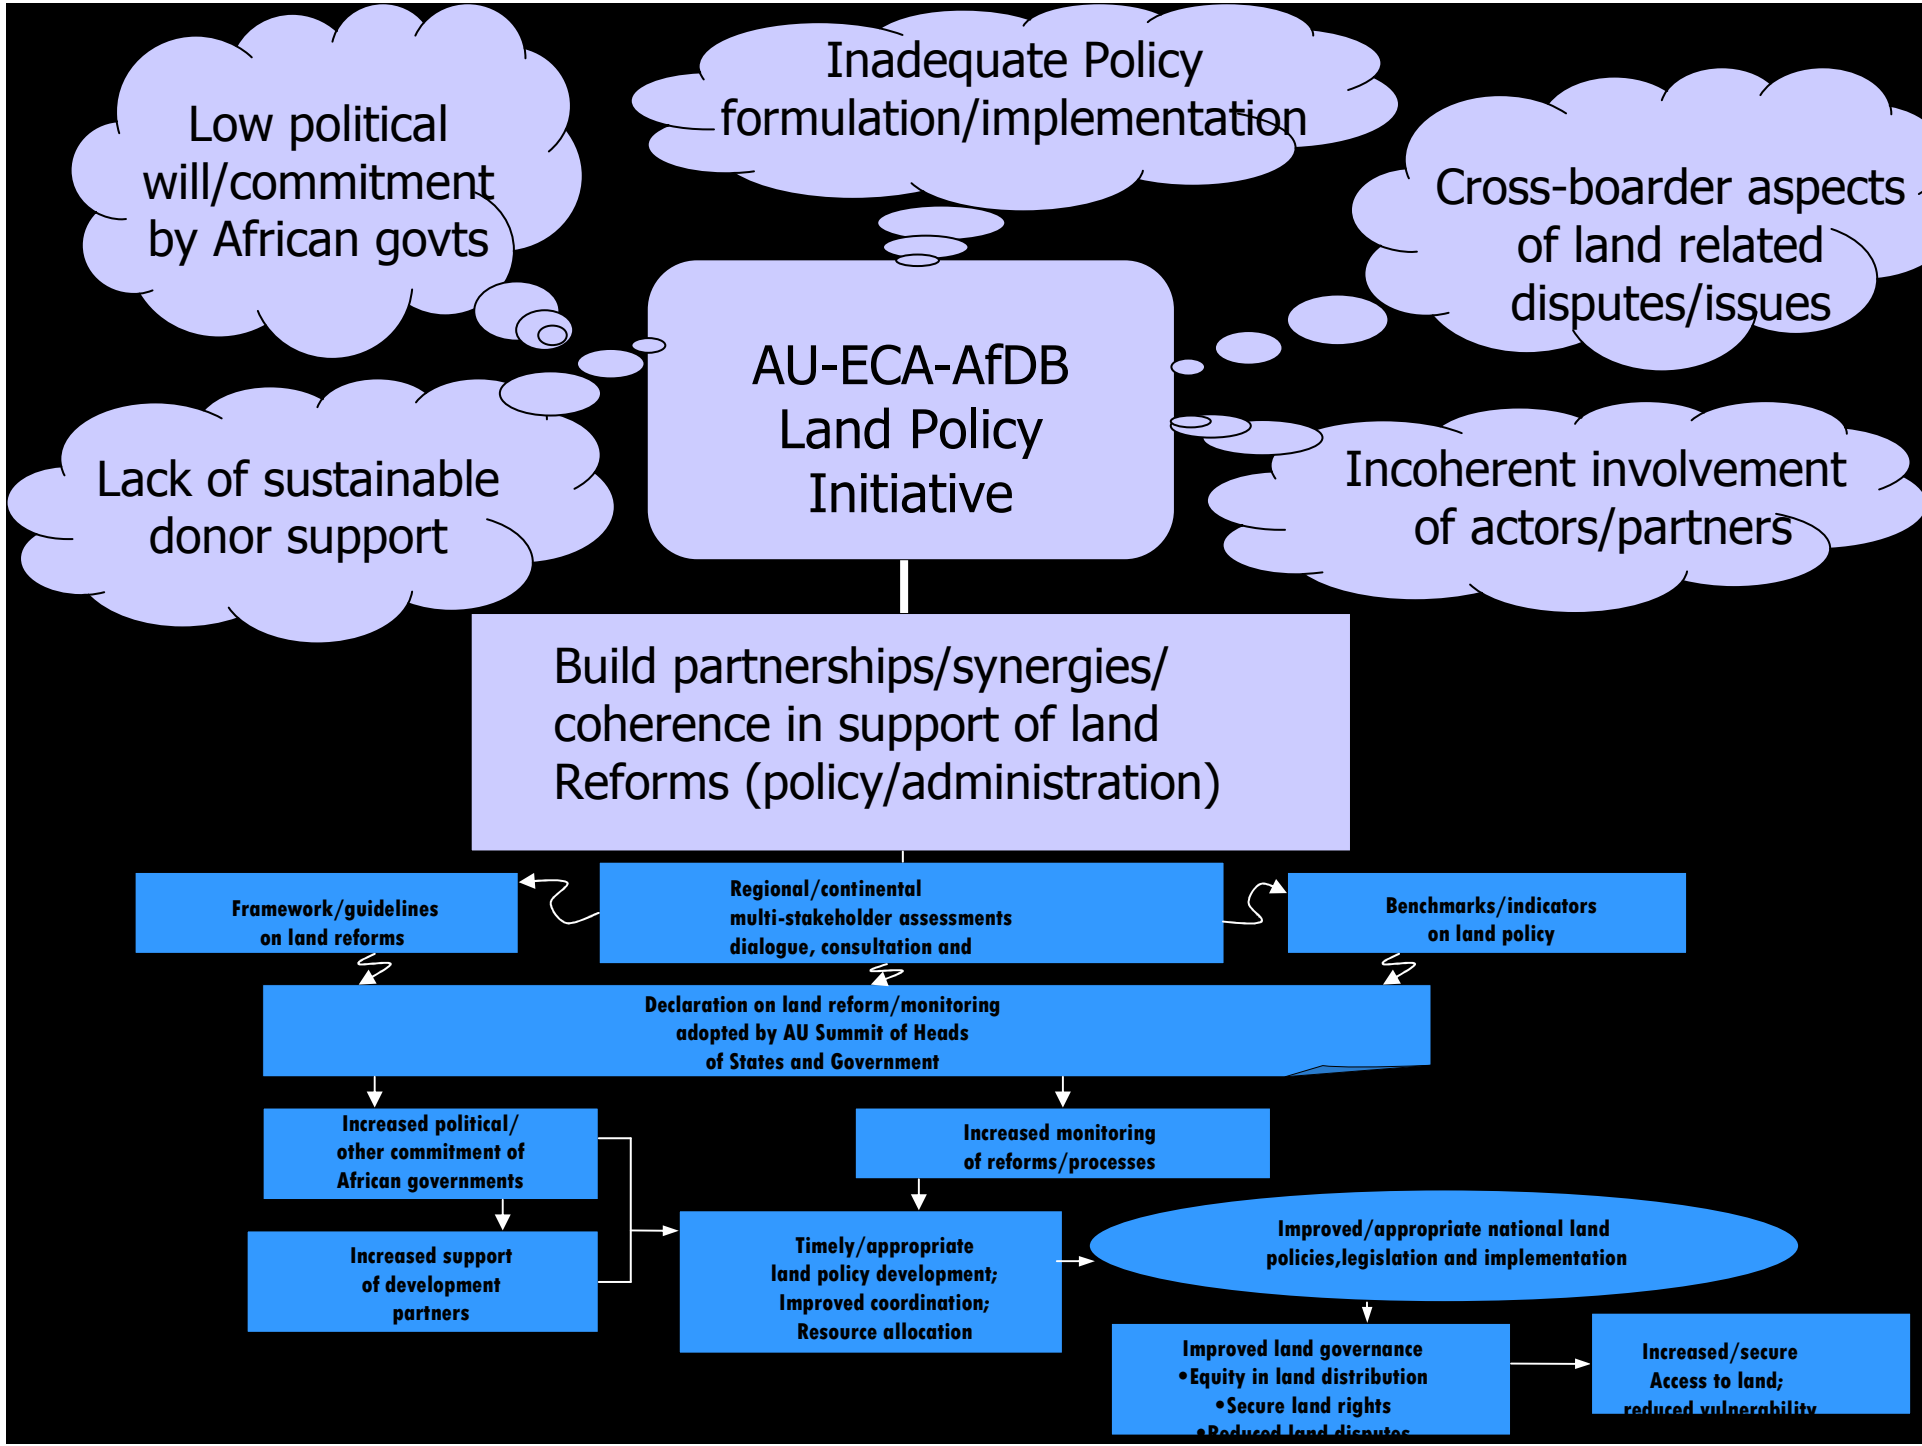 Low political
will/commitment
by African govts
Inadequate Policy
formulation/implementation
Cross-boarder aspects
of land related
disputes/issues
Lack of sustainable
donor support
AU-ECA-AfDB
Land Policy
Initiative
Incoherent involvement
of actors/partners
Build partnerships/synergies/
coherence in support of land
Reforms (policy/administration)
Framework/guidelines
on land reforms
Regional/continental
multi-stakeholder assessments
dialogue, consultation and
Benchmarks/indicators
on land policy
Declaration on land reform/monitoring
adopted by AU Summit of Heads
of States and Government
Increased political/
other commitment of
African governments
Increased monitoring
of reforms/processes
Increased support
of development
partners
Timely/appropriate
land policy development;
Improved coordination;
Resource allocation
Improved/appropriate national land
policies,legislation and implementation
Improved land governance
•Equity in land distribution
•Secure land rights
•Reduced land disputes
Increased/secure
Access to land;
reduced vulnerability